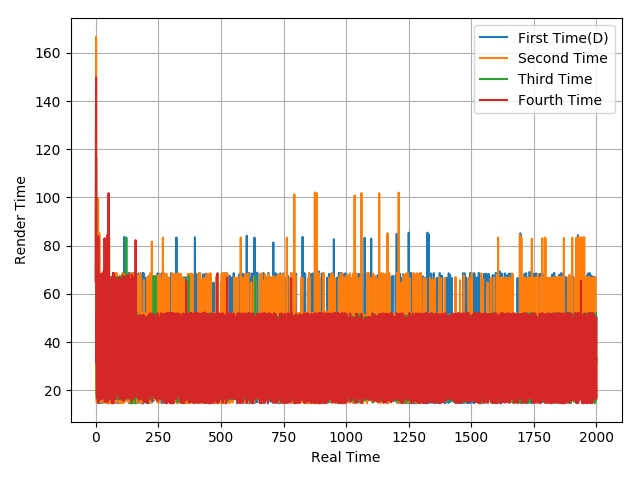 First Time(D)
Second Time
Third Time
Fourth Time
160
140
120
100
80
60
40
20
Render Time
0 250 500 750 1000 1250 1500 1750 2000
Real Time